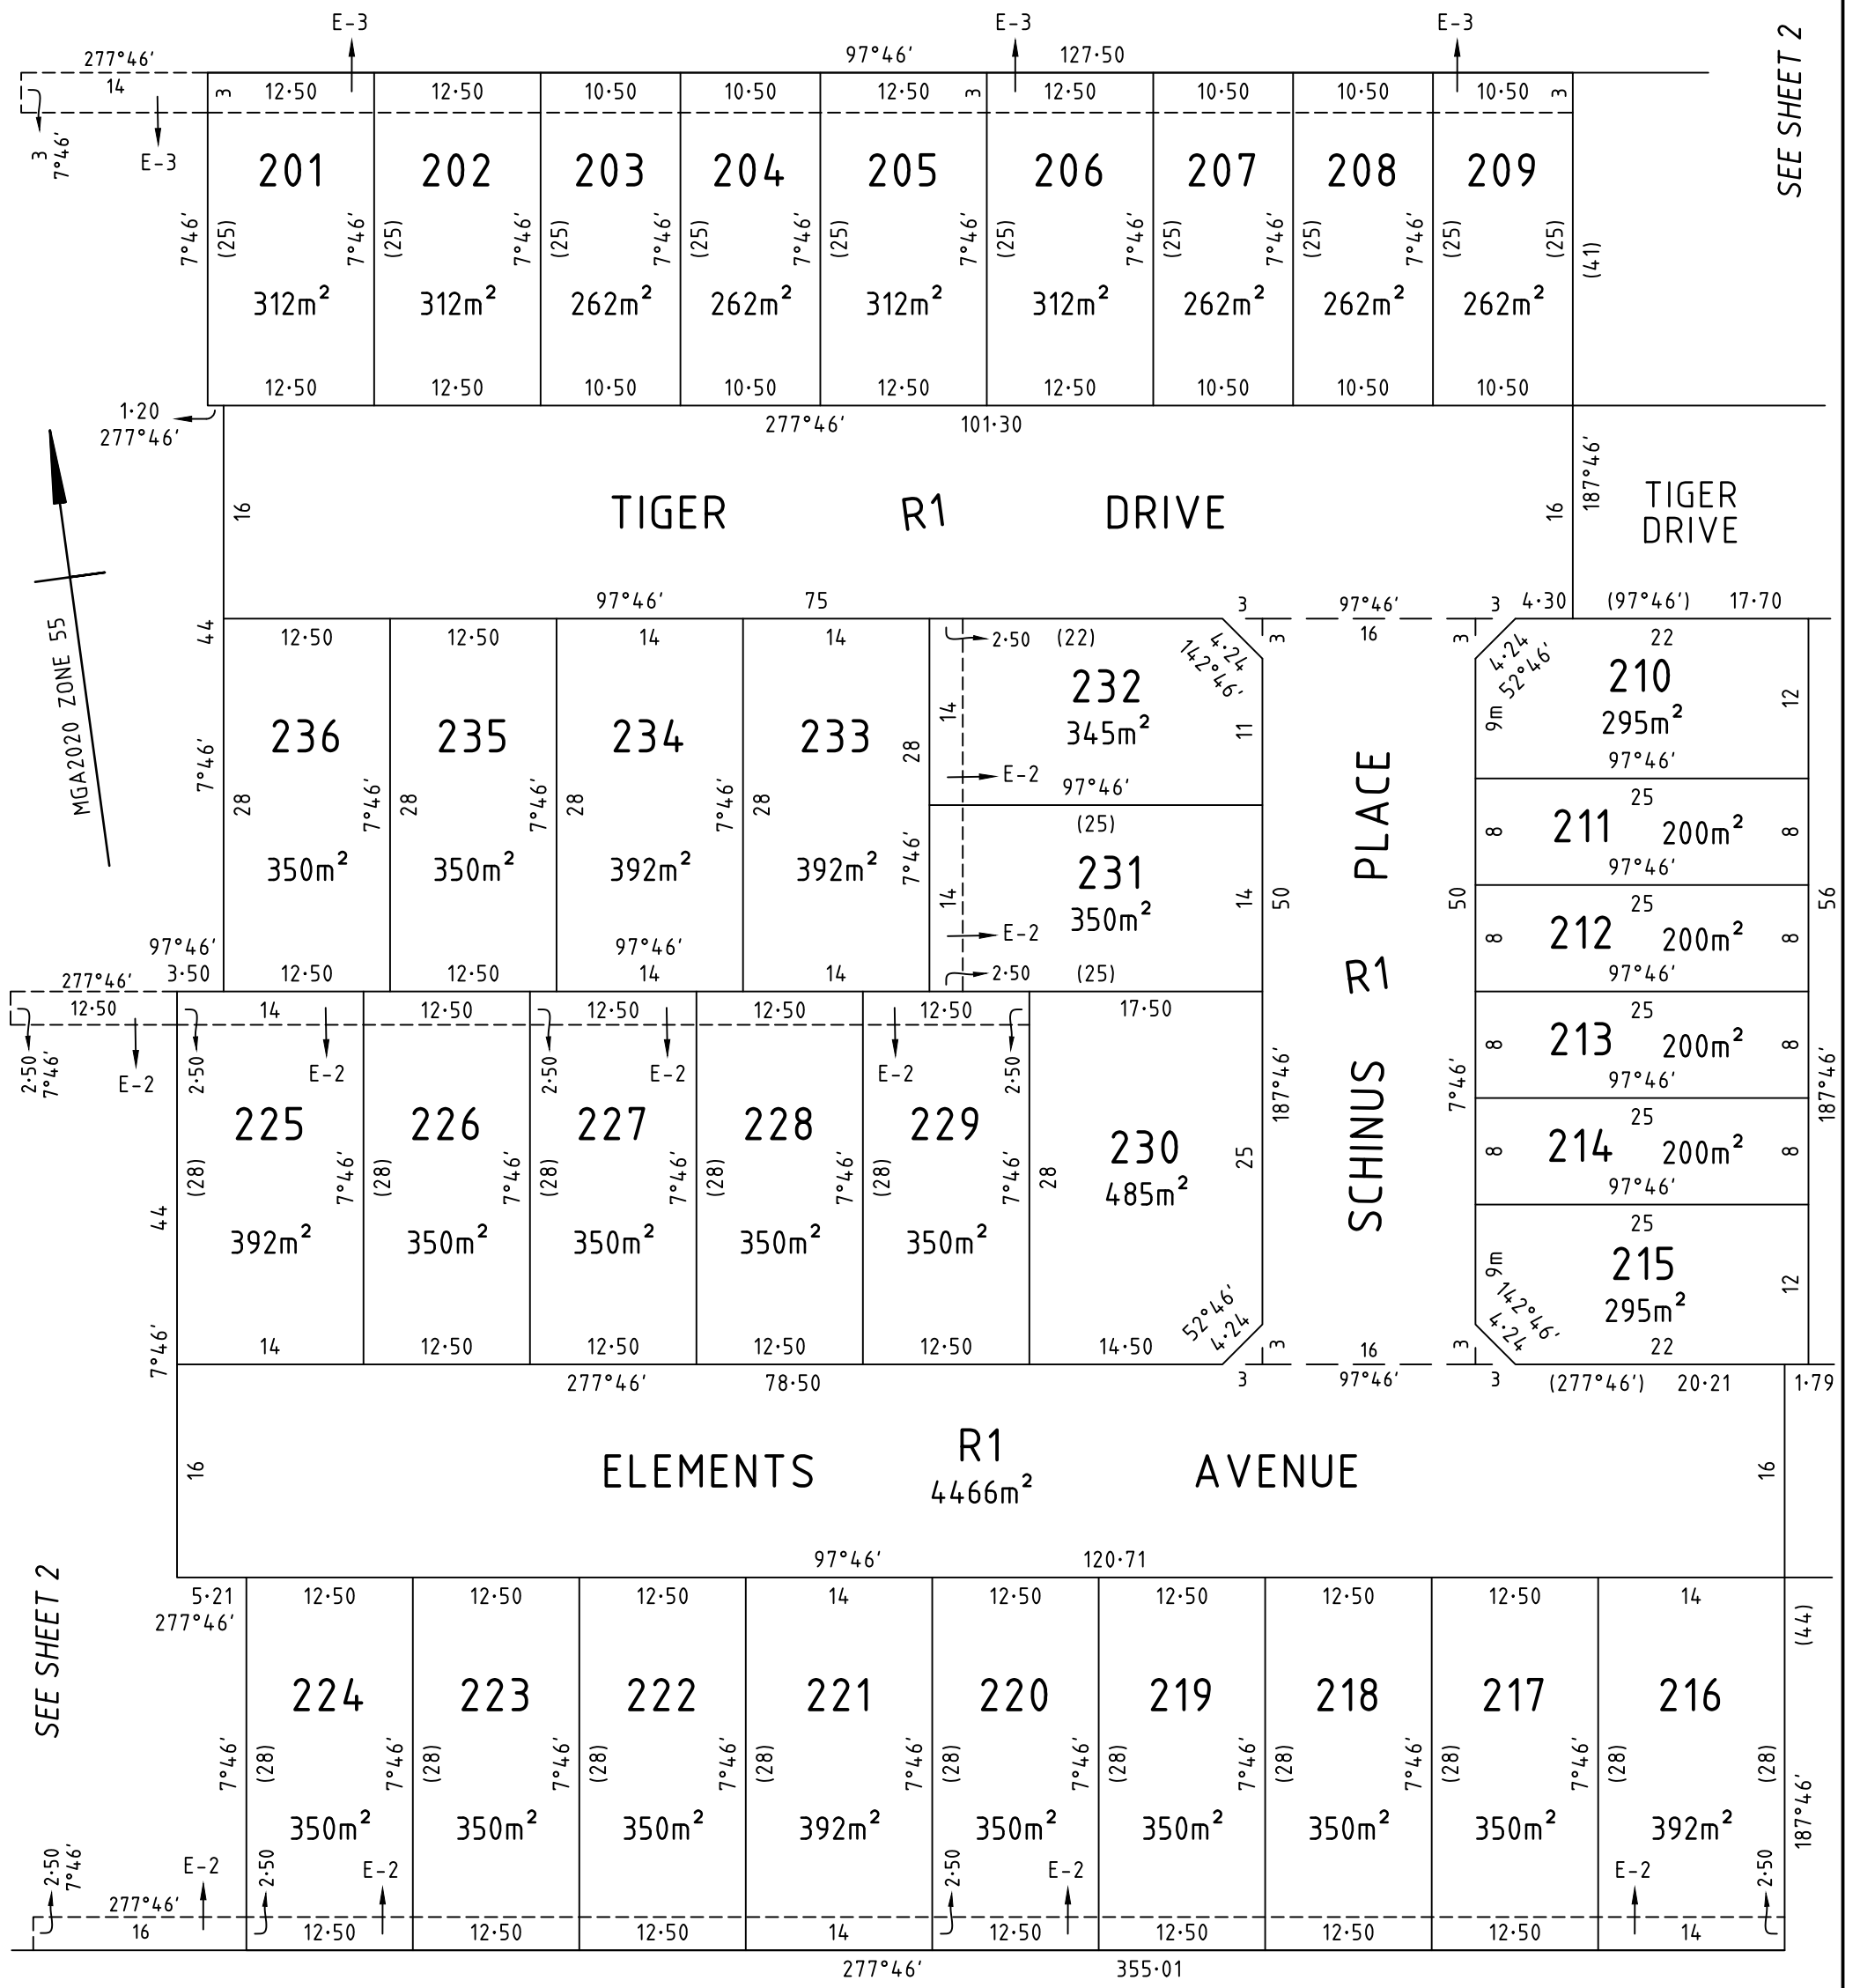 E-3 E-3 E-3
277°46' 97°46' 127·50
SEE SHEET 2
14 3 12·50 12·50 10·50 10·50 12·50 3 12·50 10·50 10·50 10·50 3
3 7°46' E-3
201 202 203 204 205 206 207 208 209
7°46' (25) 7°46' (25) 7°46' (25) (25) 7°46' (25) 7°46' (25) 7°46' (25) 7°46' (25) 7°46' (25) (25) (41)
312m² 312m² 262m² 262m² 312m² 312m² 262m² 262m² 262m²
12·50 12·50 10·50 10·50 12·50 12·50 10·50 10·50 10·50
1·20
277°46'
277°46' 101·30
16 TIGER R1 DRIVE 16 187°46'
TIGER
DRIVE
MGA2020 ZONE 55
97°46' 75 3 97°46' 3 4·30 (97°46') 17·70
44 12·50 12·50 14 14 2·50 (22) 4·24 142°46' 3 16 3 4·24 52°46' 22
236 235 234 233 232 210
345m² 295m²
14 11 9m 12
7°46' 28 7°46' 28 7°46' 28 7°46' 28 28 7°46'
E-2
97°46' 97°46'
(25) 25
350m² 350m² 392m² 392m² 231 8 211 200m² 8
350m² 97°46'
14 14 50 50 56
E-2
25
8 212 200m² 8
97°46'
97°46' 97°46'
3·50 12·50 12·50 14 14 2·50 (25)
SCHINUS R1 PLACE
277°46'
12·50 14 12·50 12·50 12·50 12·50 17·50
2·50 7°46' E-2 2·50 E-2 2·50 E-2 E-2 2·50
25
8 213 200m² 8
97°46'
187°46' 7°46' 187°46'
225 226 227 228 229 230
485m²
25
8 214 200m² 8
97°46'
44 (28) 7°46' (28) 7°46' (28) 7°46' (28) 7°46' (28) 7°46' 28 25
392m² 350m² 350m² 350m² 350m²
25
215
295m²
9m 12
7°46' 14 12·50 12·50 12·50 12·50 14·50 52°46' 4·24 3 16 3 142°46' 4·24 22
277°46' 78·50 3 97°46' 3 (277°46') 20·21 1·79
16 ELEMENTS R1 AVENUE 16
4466m²
97°46' 120·71
SEE SHEET 2
5·21 12·50 12·50 12·50 14 12·50 12·50 12·50 12·50 14
277°46' (44)
224 223 222 221 220 219 218 217 216
7°46' (28) 7°46' (28) 7°46' (28) 7°46' (28) 7°46' (28) 7°46' (28) 7°46' (28) 7°46' (28) 7°46' (28) (28) 187°46'
350m² 350m² 350m² 392m² 350m² 350m² 350m² 350m² 392m²
2·50 7°46' E-2 2·50 E-2 2·50 E-2 E-2 2·50
277°46'
16 12·50 12·50 12·50 14 12·50 12·50 12·50 12·50 14
277°46' 355·01